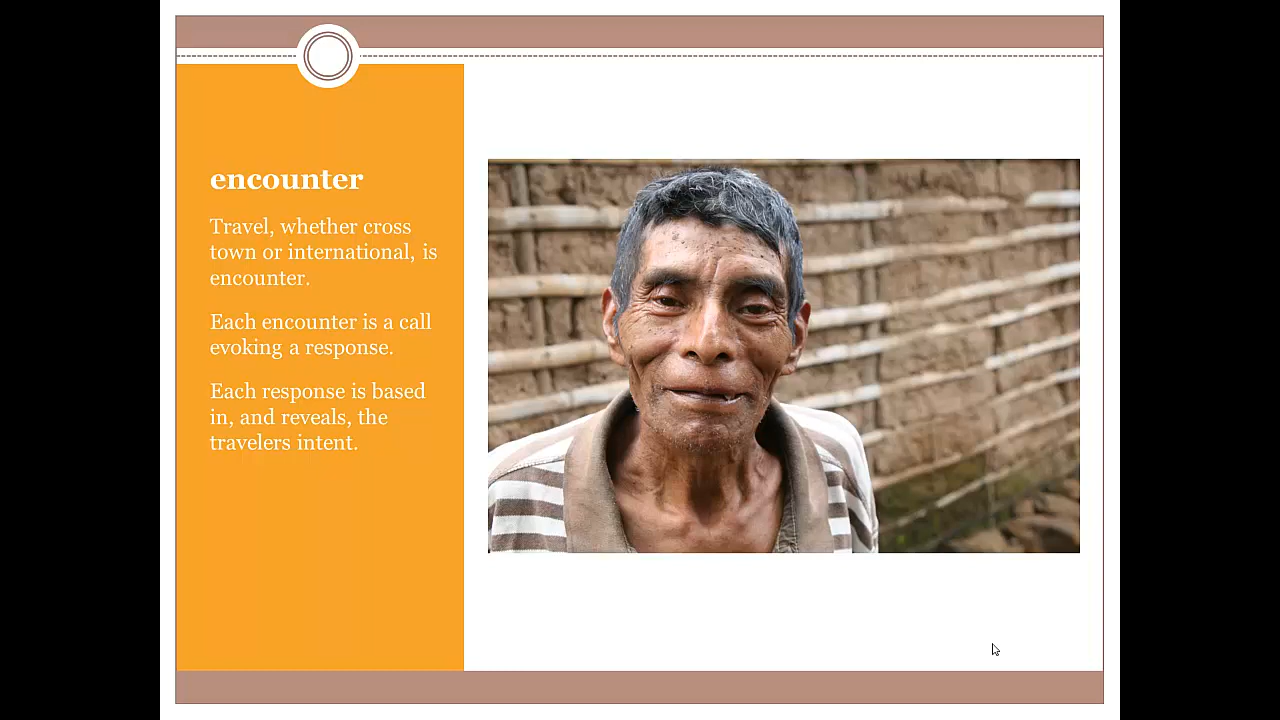 encounter
Travel, whether cross
town or international, is
encounter.
Each encounter is a call
evoking a response.
Each response is based
in, and reveals, the
travelers intent.